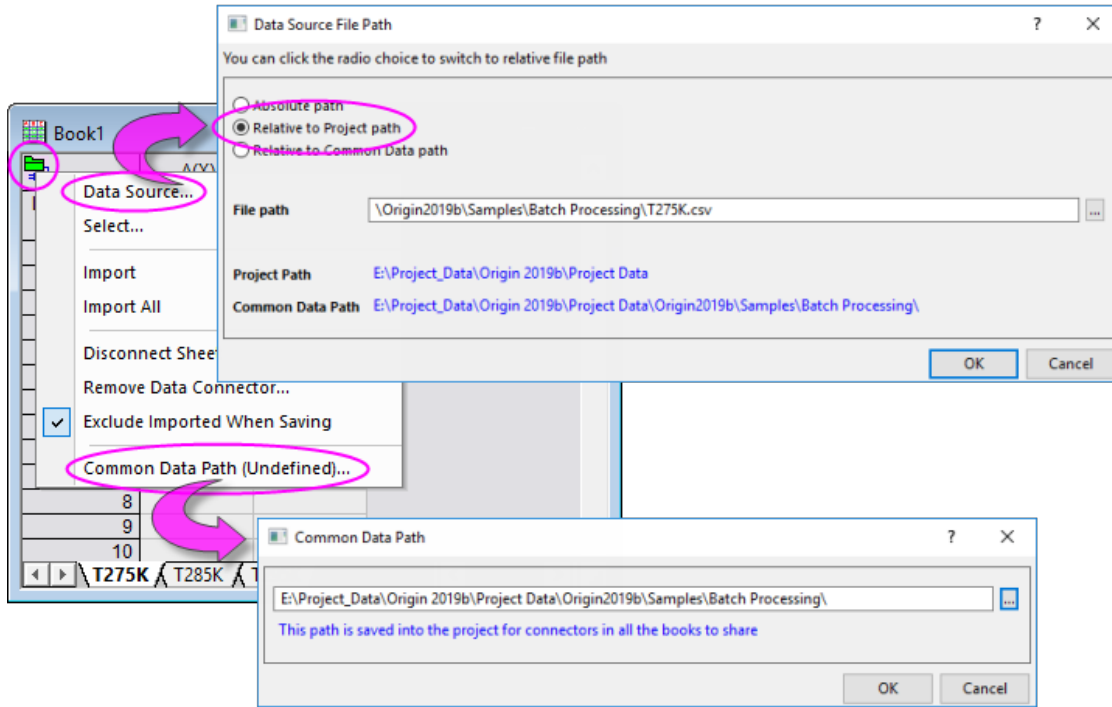 Data Source File Path
?
You can click the radio choice to switch to relative file path
Absolute path
Relative to Project path
Relative to Common Data path
File path \Origin2019b\Samples\Batch Processing\T275K.csv ...
Project Path E:\Project_Data\Origin 2019b\Project Data
Common Data Path E:\Project_Data\Origin 2019b\Project Data\Origin2019b\Samples\Batch Processing\
OK Cancel
Book1
A(X)
Data Source...
Select...
Import
Import All
Disconnect Sheet
Remove Data Connector...
Exclude Imported When Saving
Common Data Path (Undefined)...
8
9
10
T275K T285K
Common Data Path
?
E:\Project_Data\Origin 2019b\Project Data\Origin2019b\Samples\Batch Processing\ ...
This path is saved into the project for connectors in all the books to share
OK Cancel